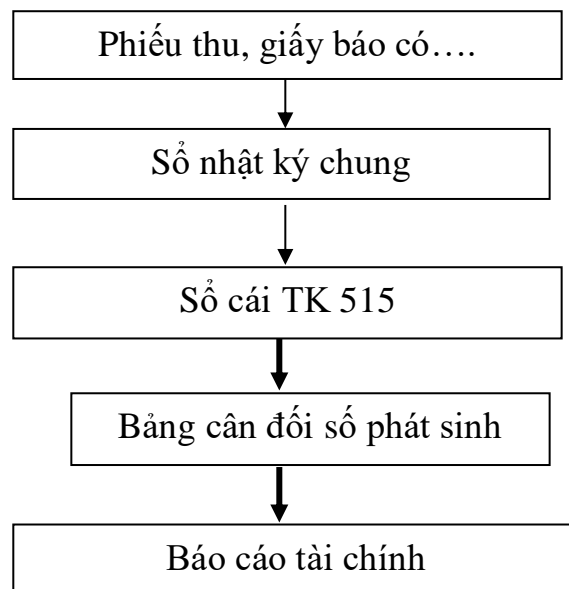 Phiếu thu, giấy báo có….
Sổ nhật ký chung
Sổ cái TK 515
Bảng cân đối số phát sinh
Báo cáo tài chính